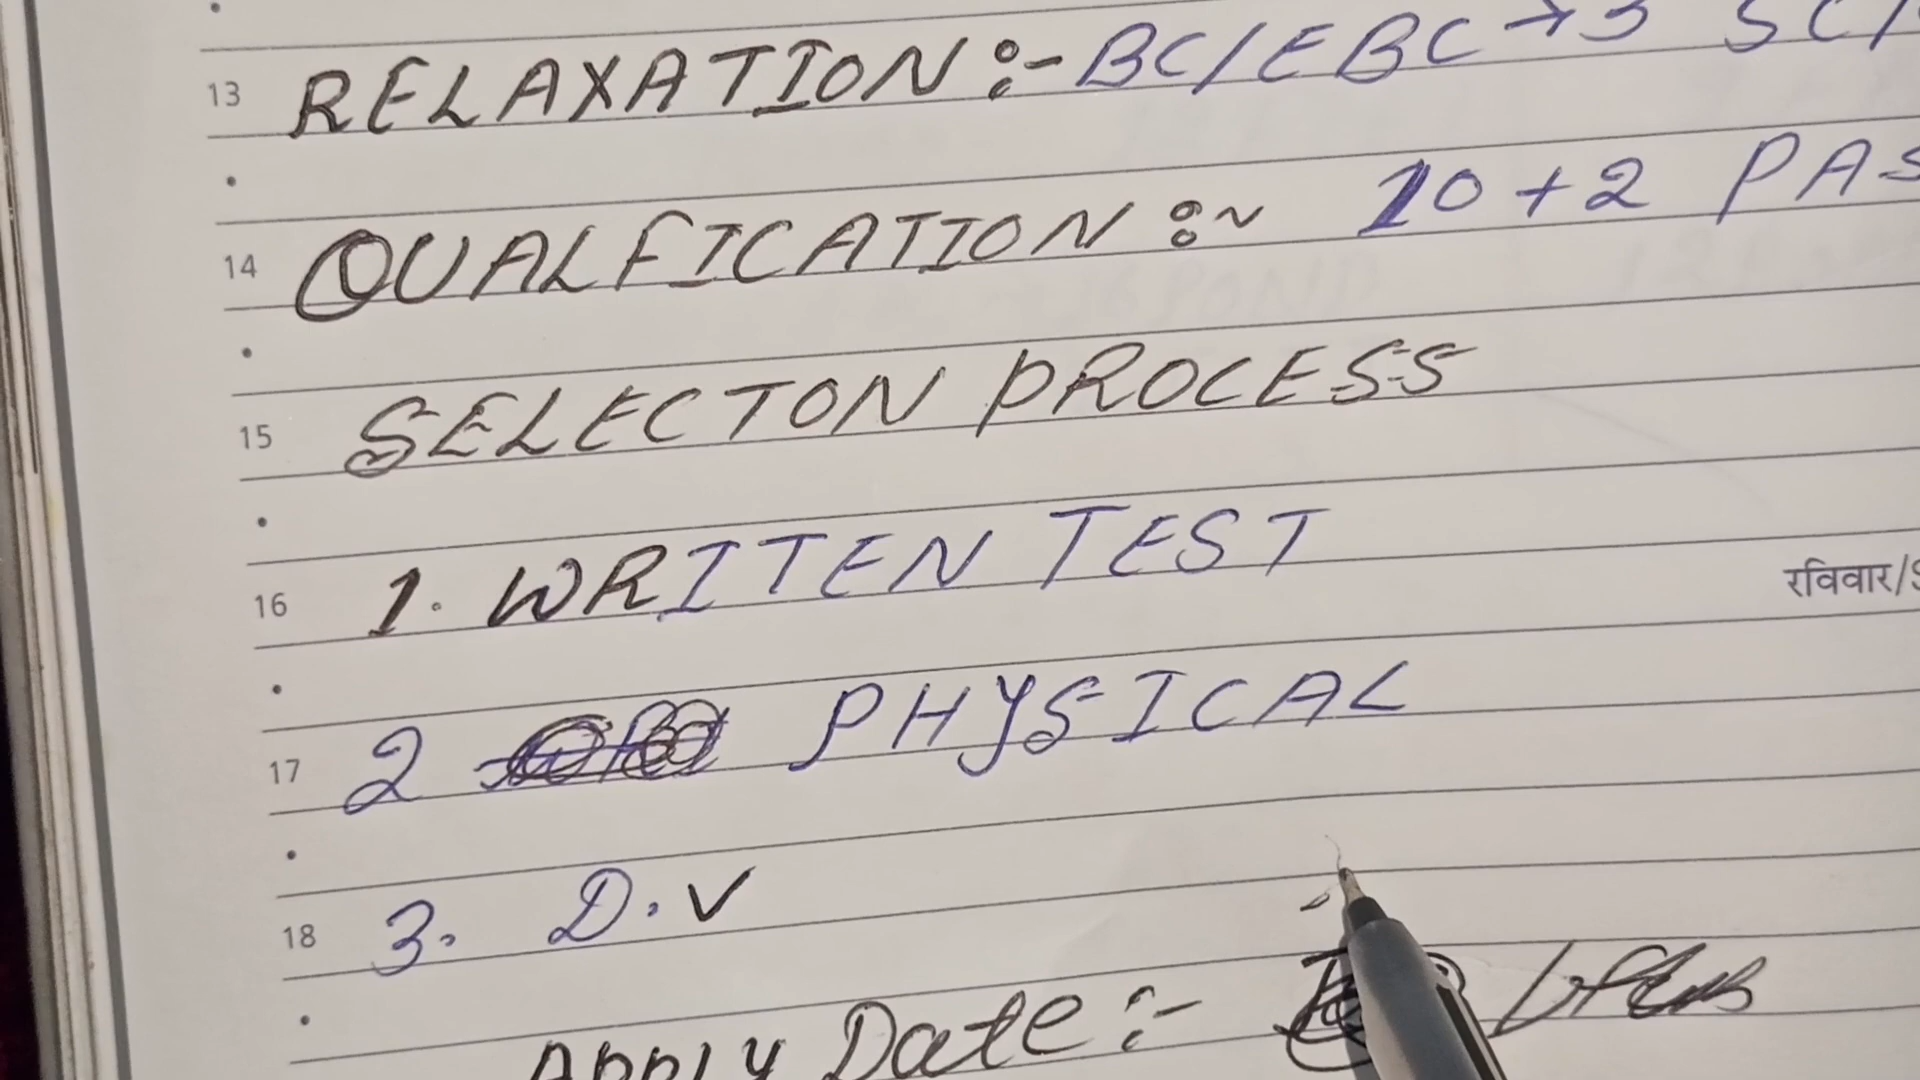 13 RELAXATION :- BC/EBC → 3 SC/
14 QUALFICATION :~ 10+2 PAS
15 SELECTON PROCESS
16 1. WRITEN TEST
रविवार/S
17 2 PHYSICAL
18 3. D.V
Apply Date :-